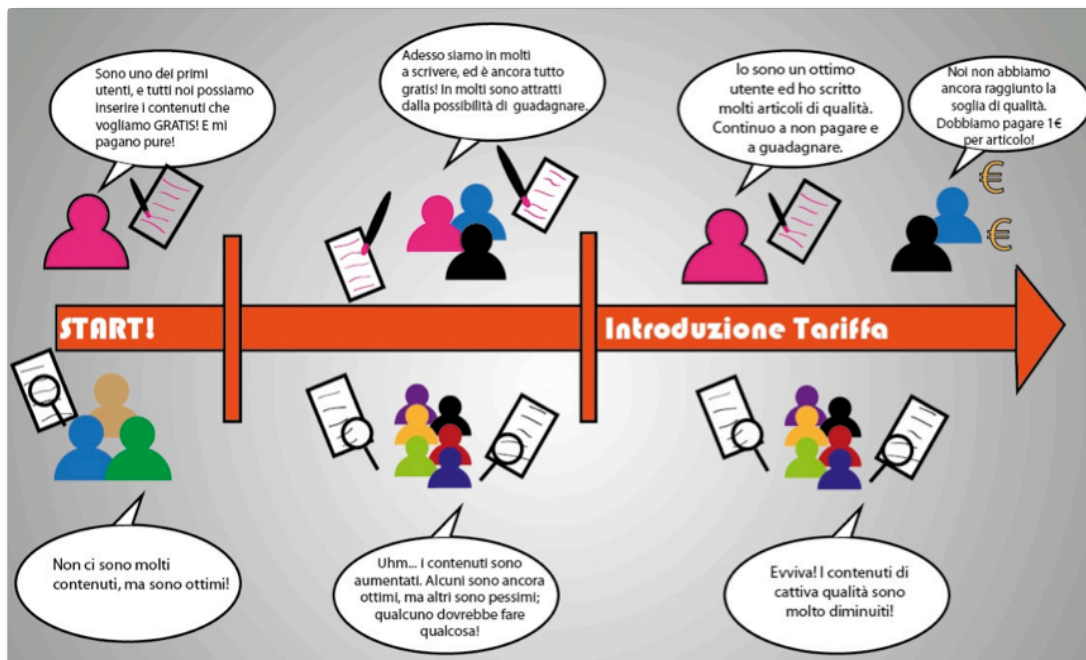 Sono uno dei primi
utenti, e tutti noi possiamo
inserire i contenuti che
vogliamo GRATIS! E mi
pagano pure!
Adesso siamo in molti
a scrivere, ed è ancora tutto
gratis! In molti sono attratti
dalla possibilità di guadagnare.
Io sono un ottimo
utente ed ho scritto
molti articoli di qualità.
Continuo a non pagare e
a guadagnare.
Noi non abbiamo
ancora raggiunto la
soglia di qualità.
Dobbiamo pagare 1€
per articolo!
€
€
START!
Introduzione Tariffa
Non ci sono molti
contenuti, ma sono ottimi!
Uhm... i contenuti sono
aumentati. Alcuni sono ancora
ottimi, ma altri sono pessimi;
qualcuno dovrebbe fare
qualcosa!
Evviva! I contenuti di
cattiva qualità sono
molto diminuiti!